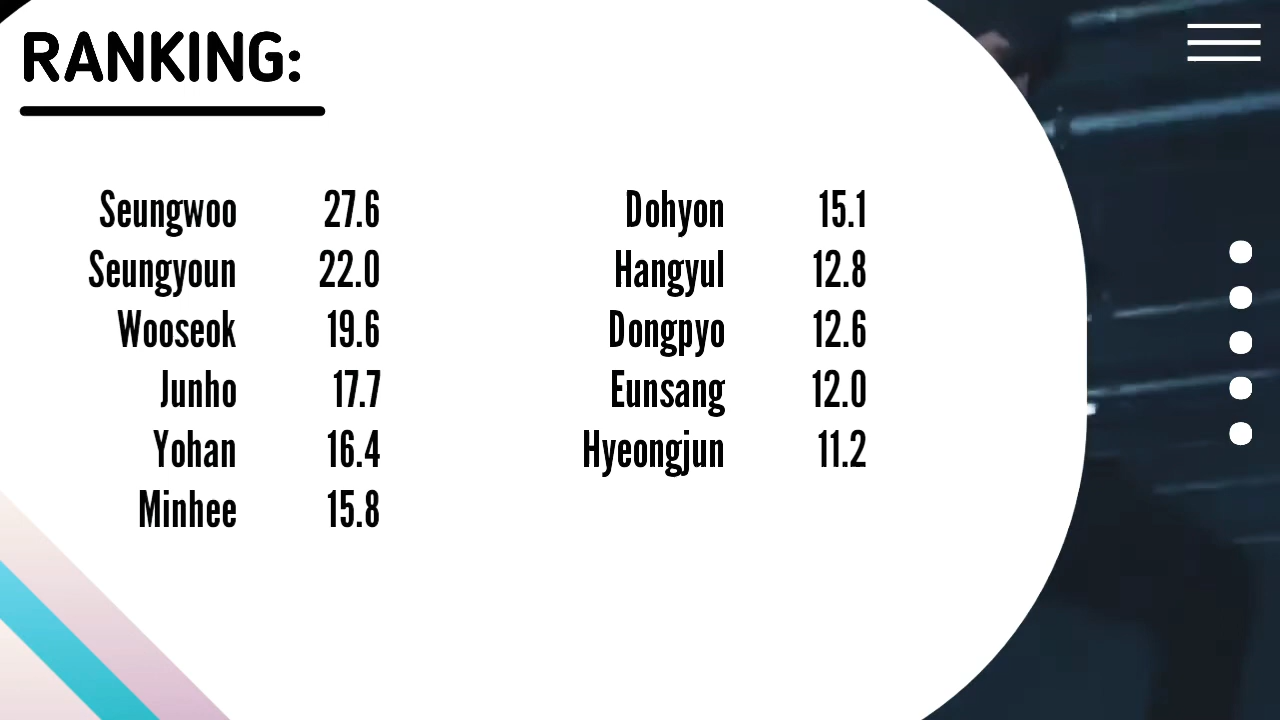 RANKING:
Seungwoo 27.6
Seungyoun 22.0
Wooseok 19.6
Junho 17.7
Yohan 16.4
Minhee 15.8
Dohyon 15.1
Hangyul 12.8
Dongpyo 12.6
Eunsang 12.0
Hyeongjun 11.2